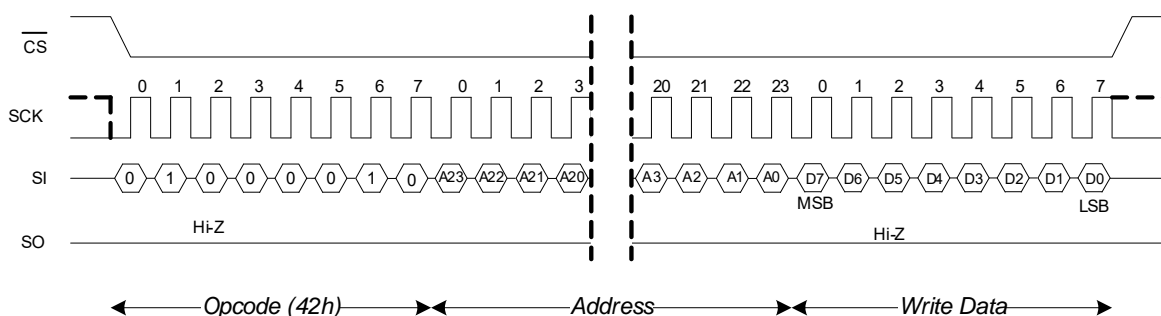 CS
0 1 2 3 4 5 6 7 0 1 2 3 20 21 22 23 0 1 2 3 4 5 6 7
SCK
SI 0 1 0 0 0 0 1 0 A23 A22 A21 A20 A3 A2 A1 A0 D7 D6 D5 D4 D3 D2 D1 D0
MSB LSB
Hi-Z Hi-Z
SO
Opcode (42h) Address Write Data